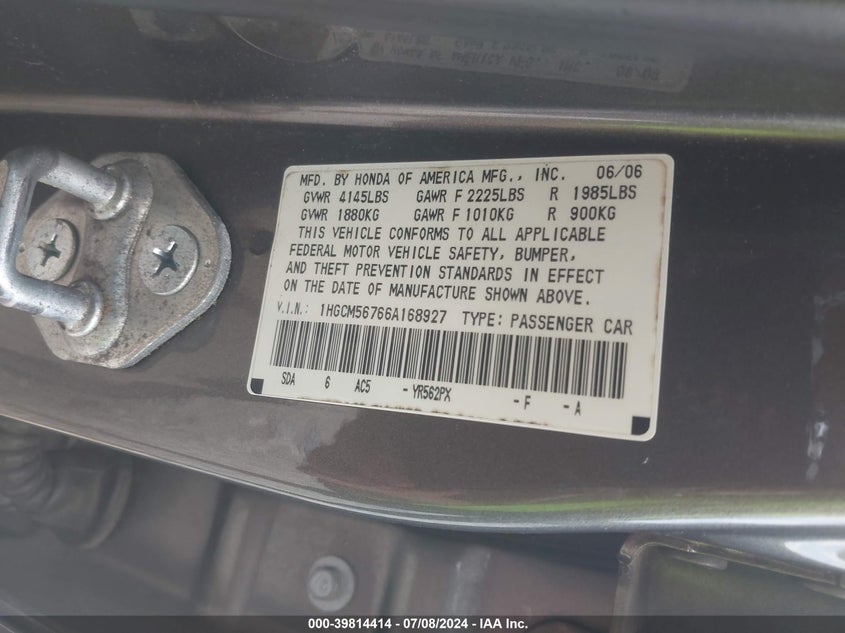 MFD. BY HONDA OF AMERICA MFG., INC. 06/06
GVWR 4145LBS GAWR F 2225LBS R 1985LBS
GVWR 1880KG GAWR F 1010KG R 900KG
THIS VEHICLE CONFORMS TO ALL APPLICABLE
FEDERAL MOTOR VEHICLE SAFETY, BUMPER,
AND THEFT PREVENTION STANDARDS IN EFFECT
ON THE DATE OF MANUFACTURE SHOWN ABOVE.
V.I.N.: 1HGCM56766A168927 TYPE: PASSENGER CAR
SDA 6 AC5 - YR562PX - F - A
000-39814414 - 07/08/2024 - IAA Inc.